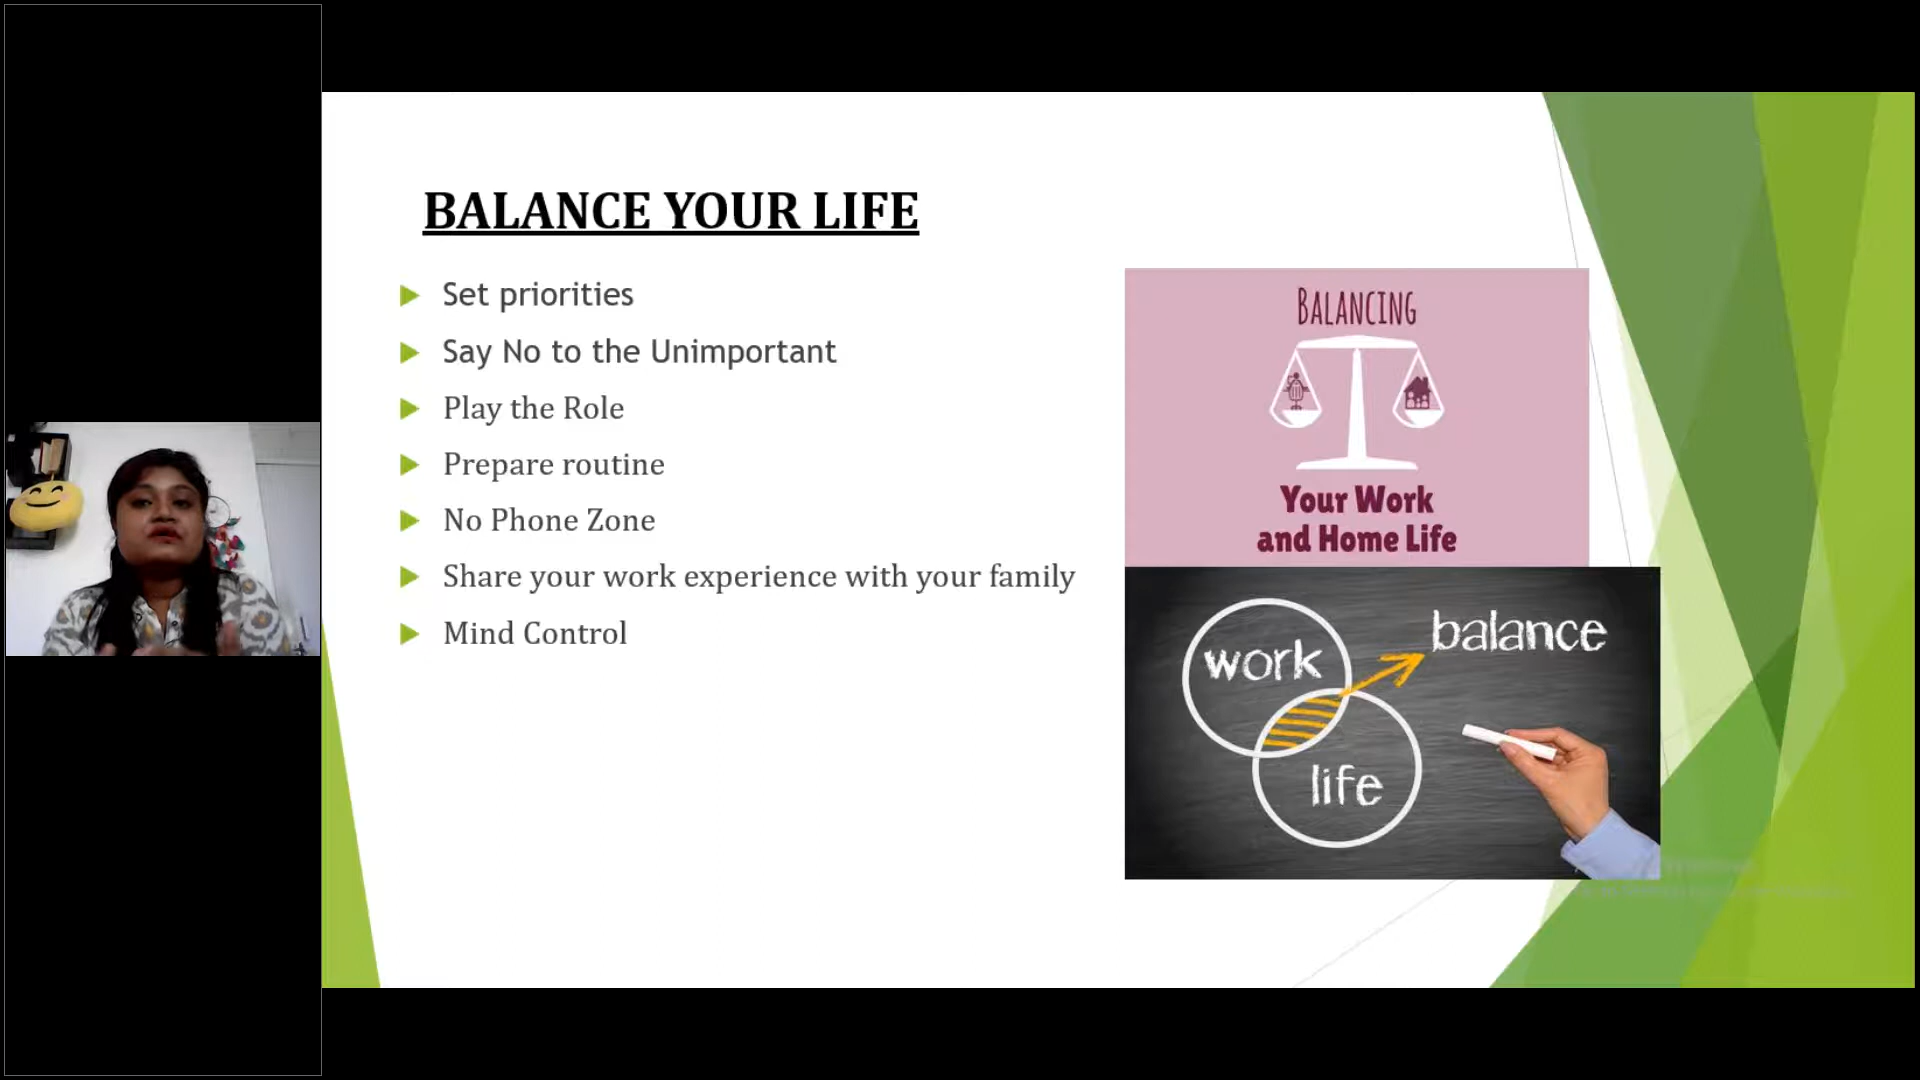 BALANCE YOUR LIFE
Set priorities
Say No to the Unimportant
Play the Role
Prepare routine
No Phone Zone
Share your work experience with your family
Mind Control
BALANCING
Your Work
and Home Life
work
balance
life